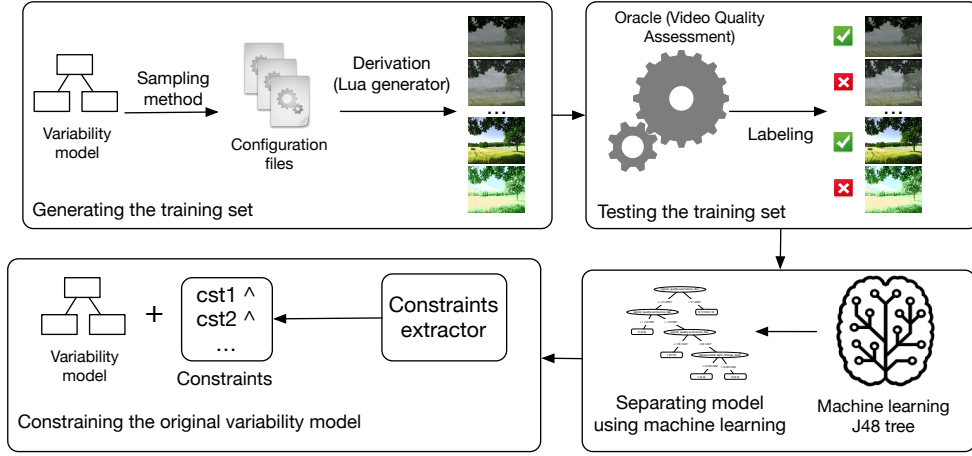 Sampling
method
Variability
model
Configuration
files
Derivation
(Lua generator)
...
Generating the training set
Oracle (Video Quality
Assessment)
Labeling
...
Testing the training set
Machine learning
J48 tree
Separating model
using machine learning
Constraints
extractor
cst1 ^
cst2 ^
...
Constraints
+
Variability
model
Constraining the original variability model